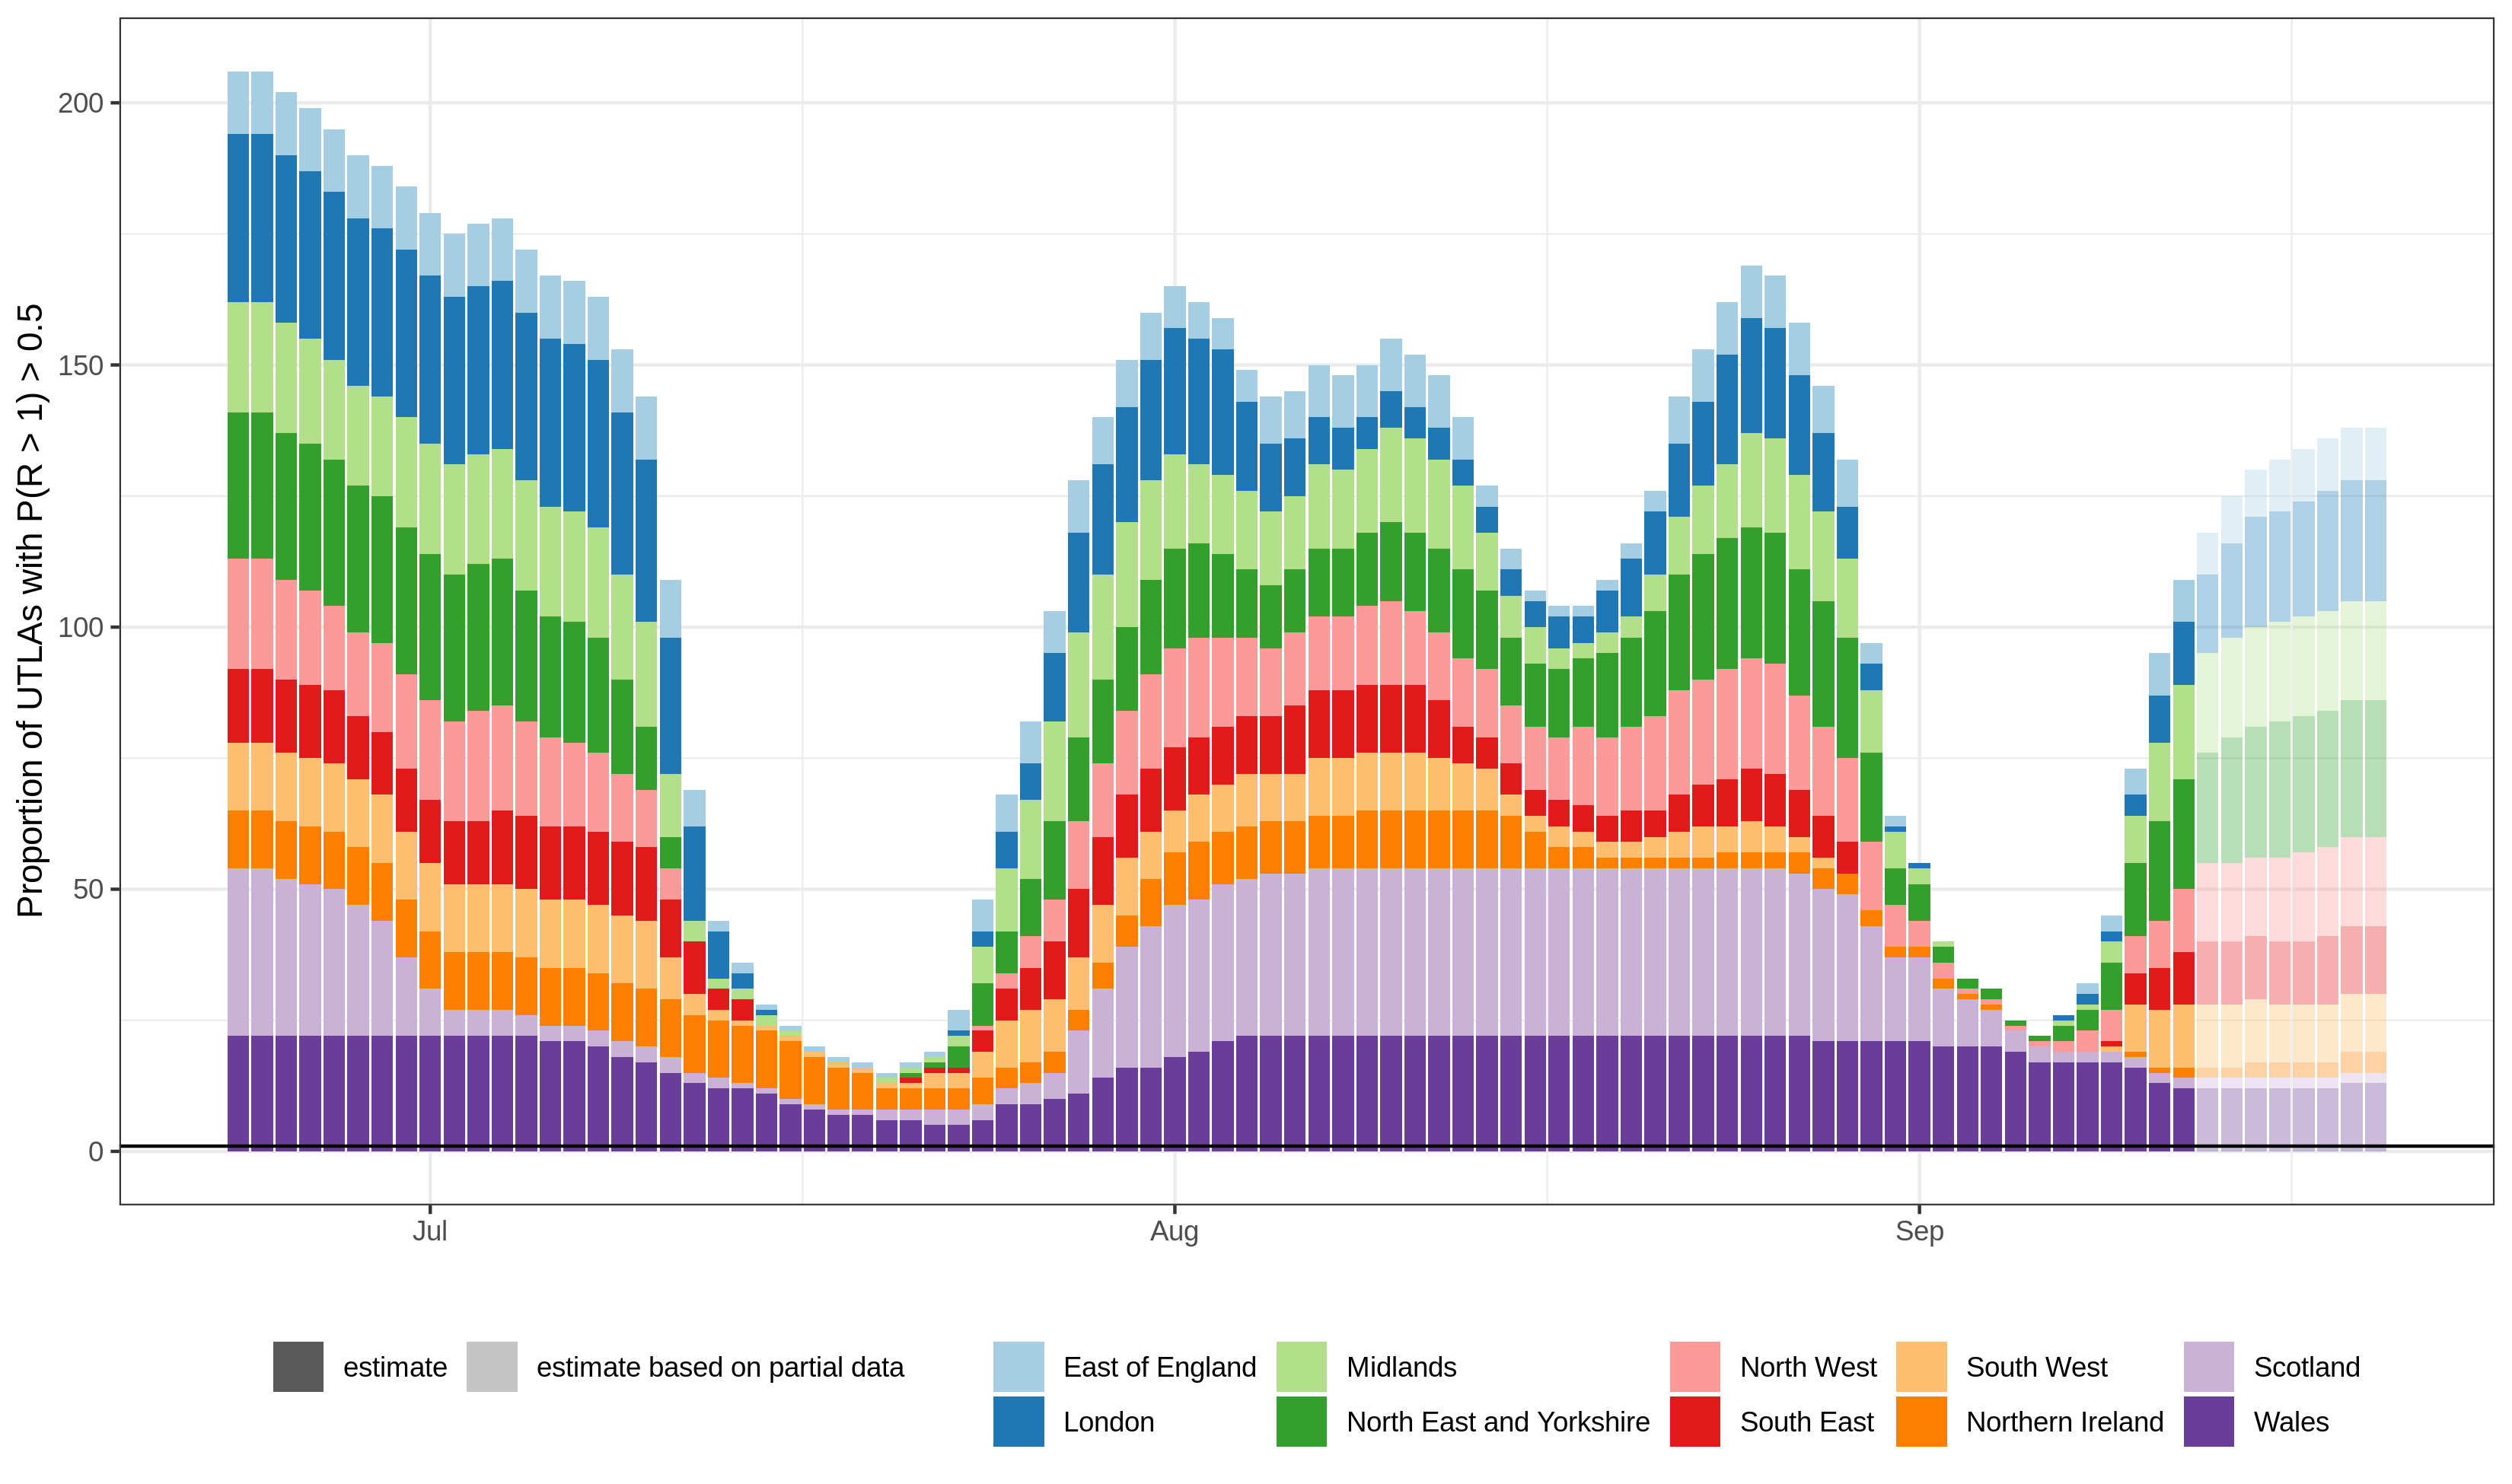 Proportion of UTLAs with P(R > 1) > 0.5
200
150
100
50
0
Jul Aug Sep
estimate estimate based on partial data East of England Midlands North West South West Scotland
London North East and Yorkshire South East Northern Ireland Wales